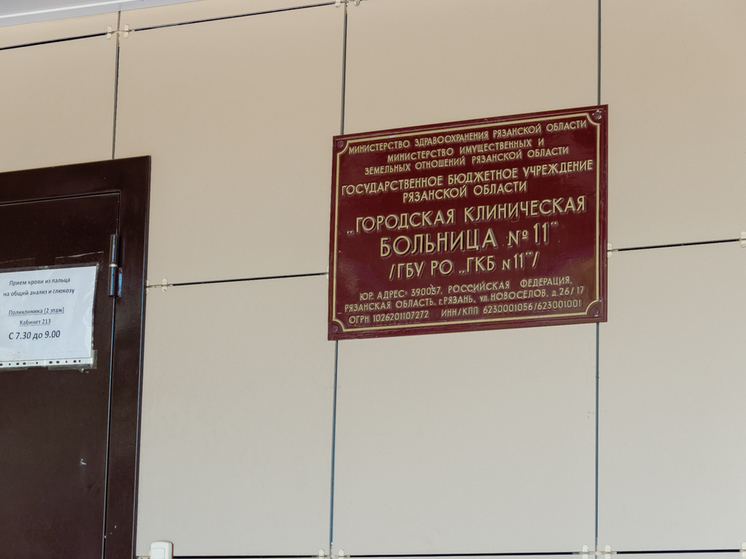 Прием крови из пальца
на общий анализ и глюкозу
Поликлиника (2 этаж)
Кабинет 213
С 7.30 до 9.00
МИНИСТЕРСТВО ЗДРАВООХРАНЕНИЯ РЯЗАНСКОЙ ОБЛАСТИ
МИНИСТЕРСТВО ИМУЩЕСТВЕННЫХ И
ЗЕМЕЛЬНЫХ ОТНОШЕНИЙ РЯЗАНСКОЙ ОБЛАСТИ
ГОСУДАРСТВЕННОЕ БЮДЖЕТНОЕ УЧРЕЖДЕНИЕ
РЯЗАНСКОЙ ОБЛАСТИ
„ГОРОДСКАЯ КЛИНИЧЕСКАЯ
БОЛЬНИЦА № 11"
/ГБУ РО „ГКБ N 11"/
ЮР. АДРЕС: 390037, РОССИЙСКАЯ ФЕДЕРАЦИЯ,
РЯЗАНСКАЯ ОБЛАСТЬ, г.РЯЗАНЬ, ул.НОВОСЕЛОВ, д.26/17
ОГРН 1026201107272 ИНН/КПП 6230001056/623001001